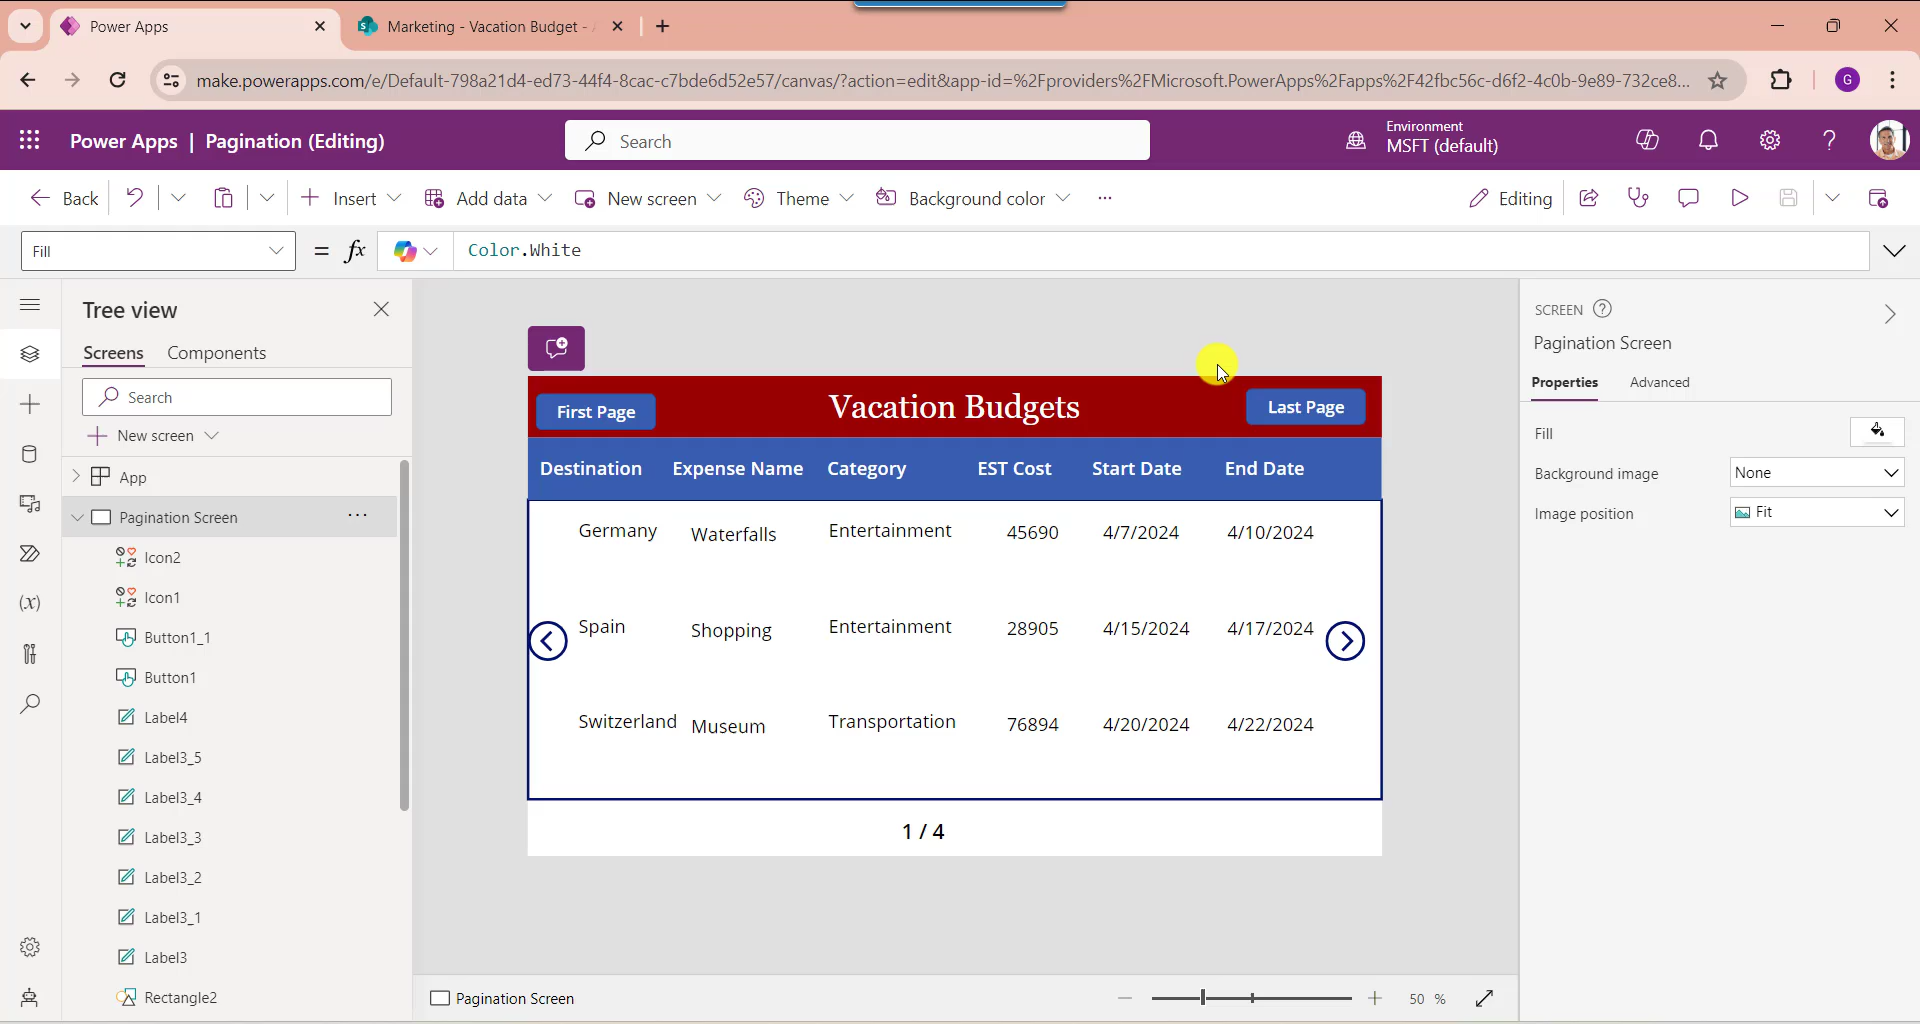 Power Apps
Marketing - Vacation Budget -
make.powerapps.com/e/Default-798a21d4-ed73-44f4-8cac-c7bde6d52e57/canvas/?action=edit&app-id=%2Fproviders%2FMicrosoft.PowerApps%2Fapps%2F42fbc56c-d6f2-4c0b-9e89-732ce8...
G
Power Apps | Pagination (Editing)
Search
Environment
MSFT (default)
Back
Insert
Add data
New screen
Theme
Background color
...
Editing
Fill
= fx
Color.White
Tree view
Screens
Components
Search
New screen
App
Pagination Screen
...
Icon2
Icon1
Button1_1
Button1
Label4
Label3_5
Label3_4
Label3_3
Label3_2
Label3_1
Label3
Rectangle2
(x)
First Page
Vacation Budgets
Last Page
Destination Expense Name Category EST Cost Start Date End Date
Germany Waterfalls Entertainment 45690 4/7/2024 4/10/2024
Spain Shopping Entertainment 28905 4/15/2024 4/17/2024
Switzerland Museum Transportation 76894 4/20/2024 4/22/2024
1 / 4
Pagination Screen
50 %
SCREEN
Pagination Screen
Properties
Advanced
Fill
Background image
None
Image position
Fit